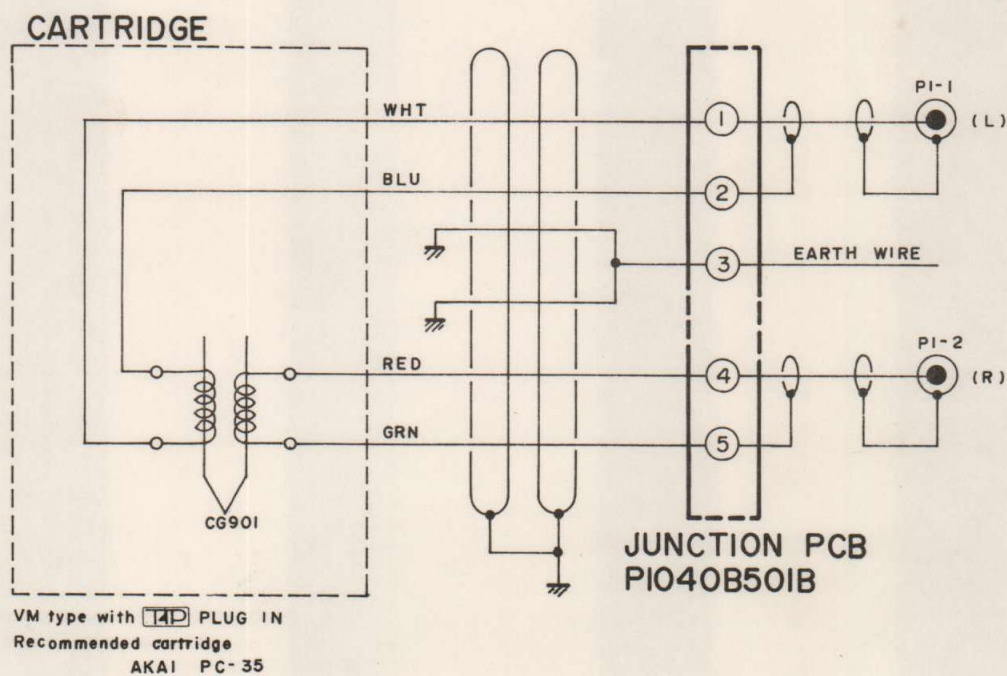 CARTRIDGE
WHT
BLU
RED
GRN
CG901
VM type with T4P PLUG IN
Recommended cartridge
AKAI PC-35
1
2
3
4
5
JUNCTION PCB
P1040B501B
P1-1
(L)
EARTH WIRE
P1-2
(R)